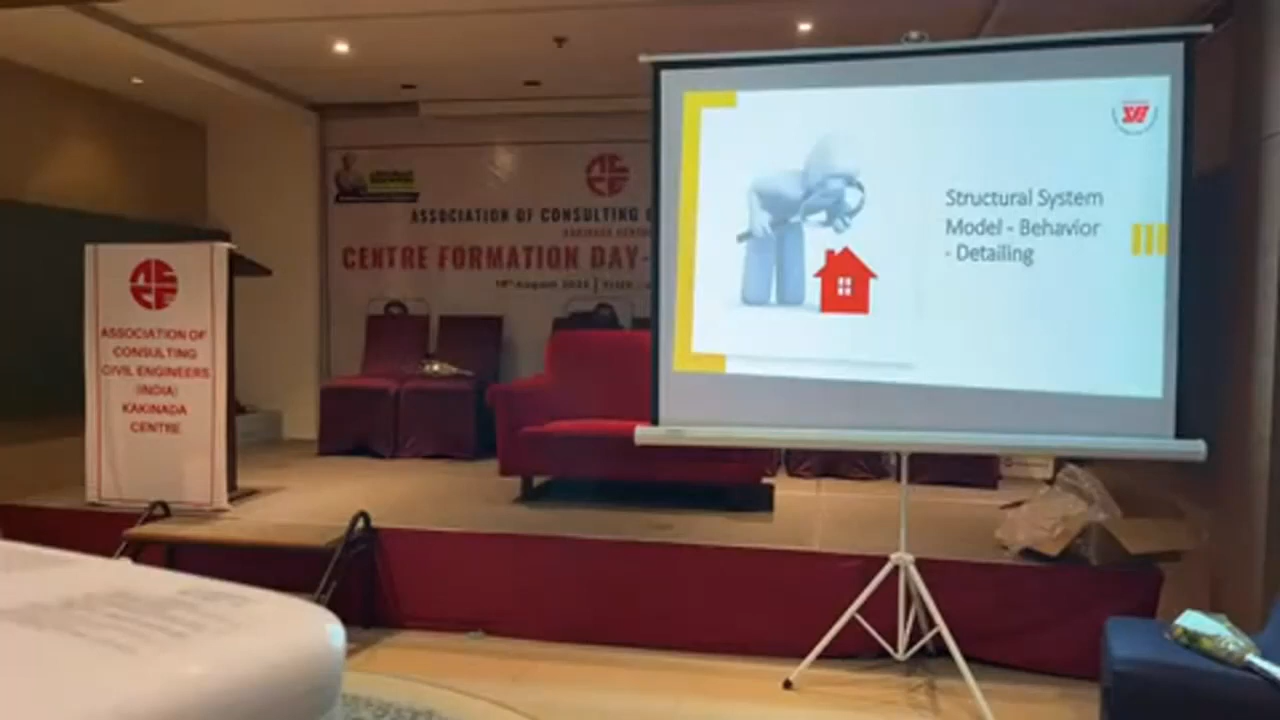 ASSOCIATION OF CONSULTING
CENTRE FORMATION DAY-
ASSOCIATION OF
CONSULTING
CIVIL ENGINEERS
(INDIA)
KAKINADA
CENTRE
Structural System
Model - Behavior
- Detailing